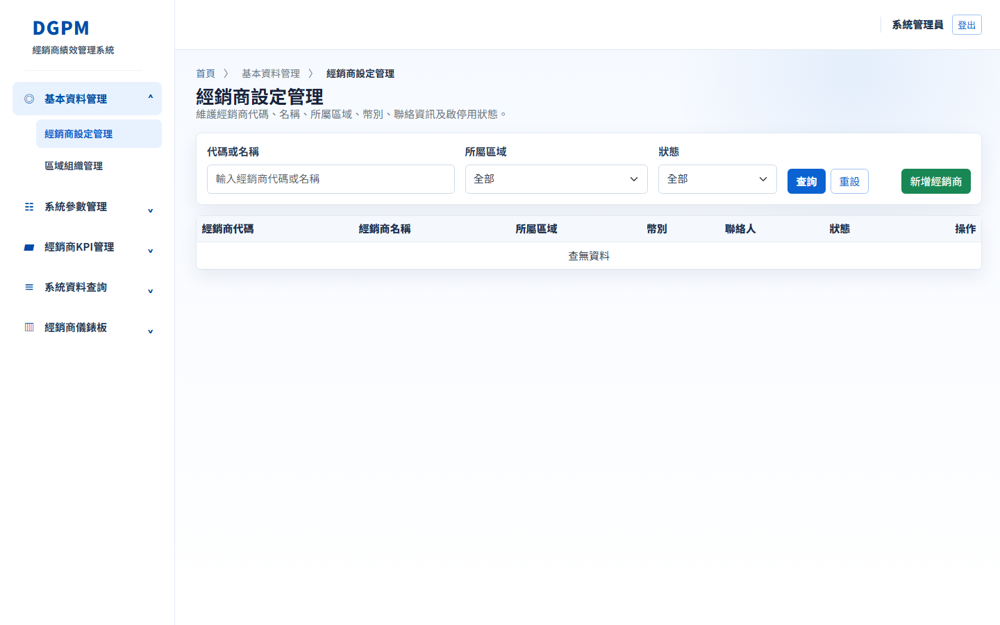 DGPM
經銷商績效管理系統
基本資料管理
經銷商設定管理
區域組織管理
系統參數管理
經銷商KPI管理
系統資料查詢
經銷商儀錶板
系統管理員 登出
首頁 〉 基本資料管理 〉 經銷商設定管理
經銷商設定管理
維護經銷商代碼、名稱、所屬區域、幣別、聯絡資訊及啟停用狀態。
代碼或名稱 所屬區域 狀態
輸入經銷商代碼或名稱 全部 全部 查詢 重設 新增經銷商
經銷商代碼 經銷商名稱 所屬區域 幣別 聯絡人 狀態 操作
查無資料